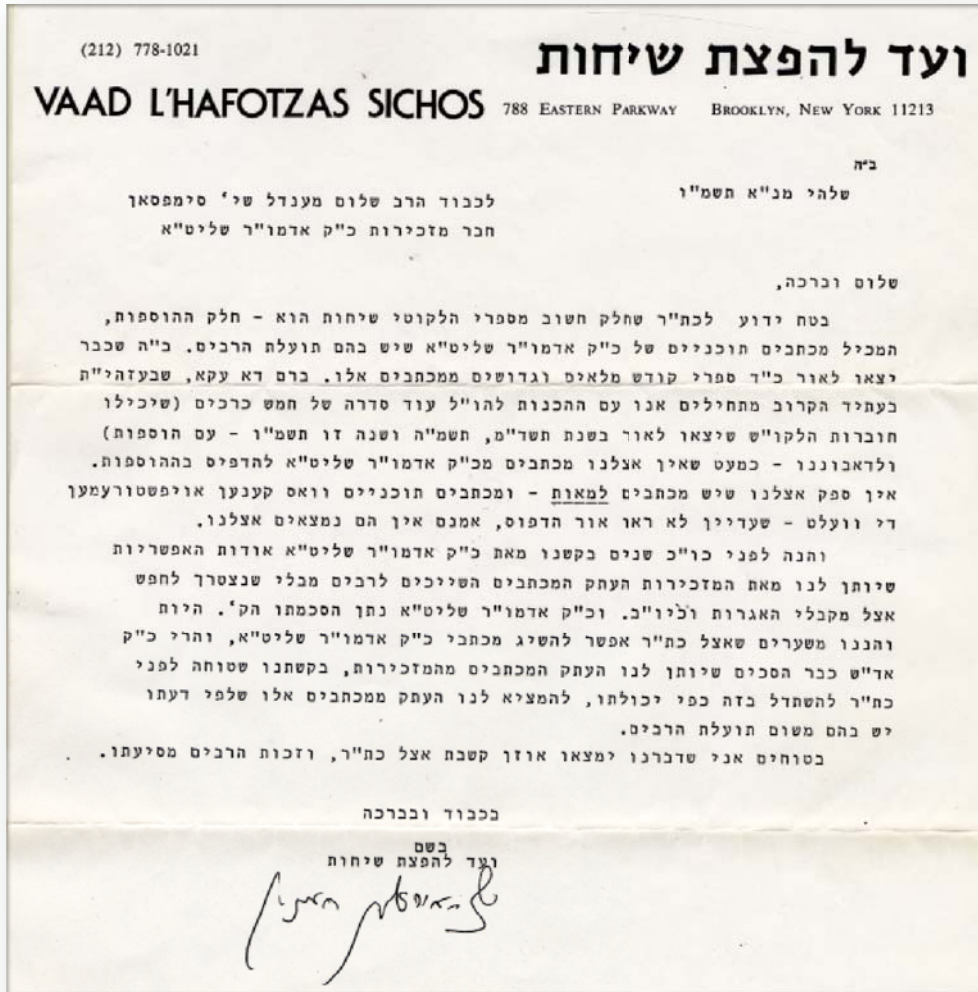 (212) 778-1021
ועד להפצת שיחות
VAAD L'HAFOTZAS SICHOS 788 EASTERN PARKWAY BROOKLYN, NEW YORK 11213
ב"ה
שלהי מנ"א תשמ"ו
לכבוד הרב שלום מענדל שי' סימפסאן
חבר מזכירות כ"ק אדמו"ר שליט"א
שלום וברכה,
בטח ידוע לכת"ר שחלק חשוב מספרי הלקוטי שיחות הוא - חלק ההוספות,
המכיל מכתבים תוכניים של כ"ק אדמו"ר שליט"א שיש בהם תועלת הרבים. ב"ה שכבר
יצאו לאור כ"ד ספרי קודש מלאים וגדושים ממכתבים אלו. ברם דא עקא, שבעזהי"ת
בעתיד הקרוב מתחילים אנו עם ההכנות להו"ל עוד סדרה של חמש כרכים (שיכילו
חוברות הלקו"ש שיצאו לאור בשנת תשד"מ, תשמ"ה ושנה זו תשמ"ו - עם הוספות)
ולדאבוננו - כמעט שאין אצלנו מכתבים מכ"ק אדמו"ר שליט"א להדפיס בההוספות.
אין ספק אצלנו שיש מכתבים למאות - ומכתבים תוכניים וואס קענען אויפשטורעמען
די וועלט - שעדיין לא ראו אור הדפוס, אמנם אין הם נמצאים אצלנו.
והנה לפני כו"כ שנים בקשנו מאת כ"ק אדמו"ר שליט"א אודות האפשריות
שיותן לנו מאת המזכירות העתק המכתבים השייכים לרבים מבלי שנצטרך לחפש
אצל מקבלי האגרות וכיו"ב. וכ"ק אדמו"ר שליט"א נתן הסכמתו הק'. היות
והננו משערים שאצל כת"ר אפשר להשיג מכתבי כ"ק אדמו"ר שליט"א, והרי כ"ק
אד"ש כבר הסכים שיותן לנו העתק המכתבים מהמזכירות, בקשתנו שטוחה לפני
כת"ר להשתדל בזה כפי יכולתו, להמציא לנו העתק ממכתבים אלו שלפי דעתו
יש בהם משום תועלת הרבים.
בטוחים אני שדברנו ימצאו אוזן קשבת אצל כת"ר, וזכות הרבים מסיעתו.
בכבוד ובברכה
בשם
ועד להפצת שיחות